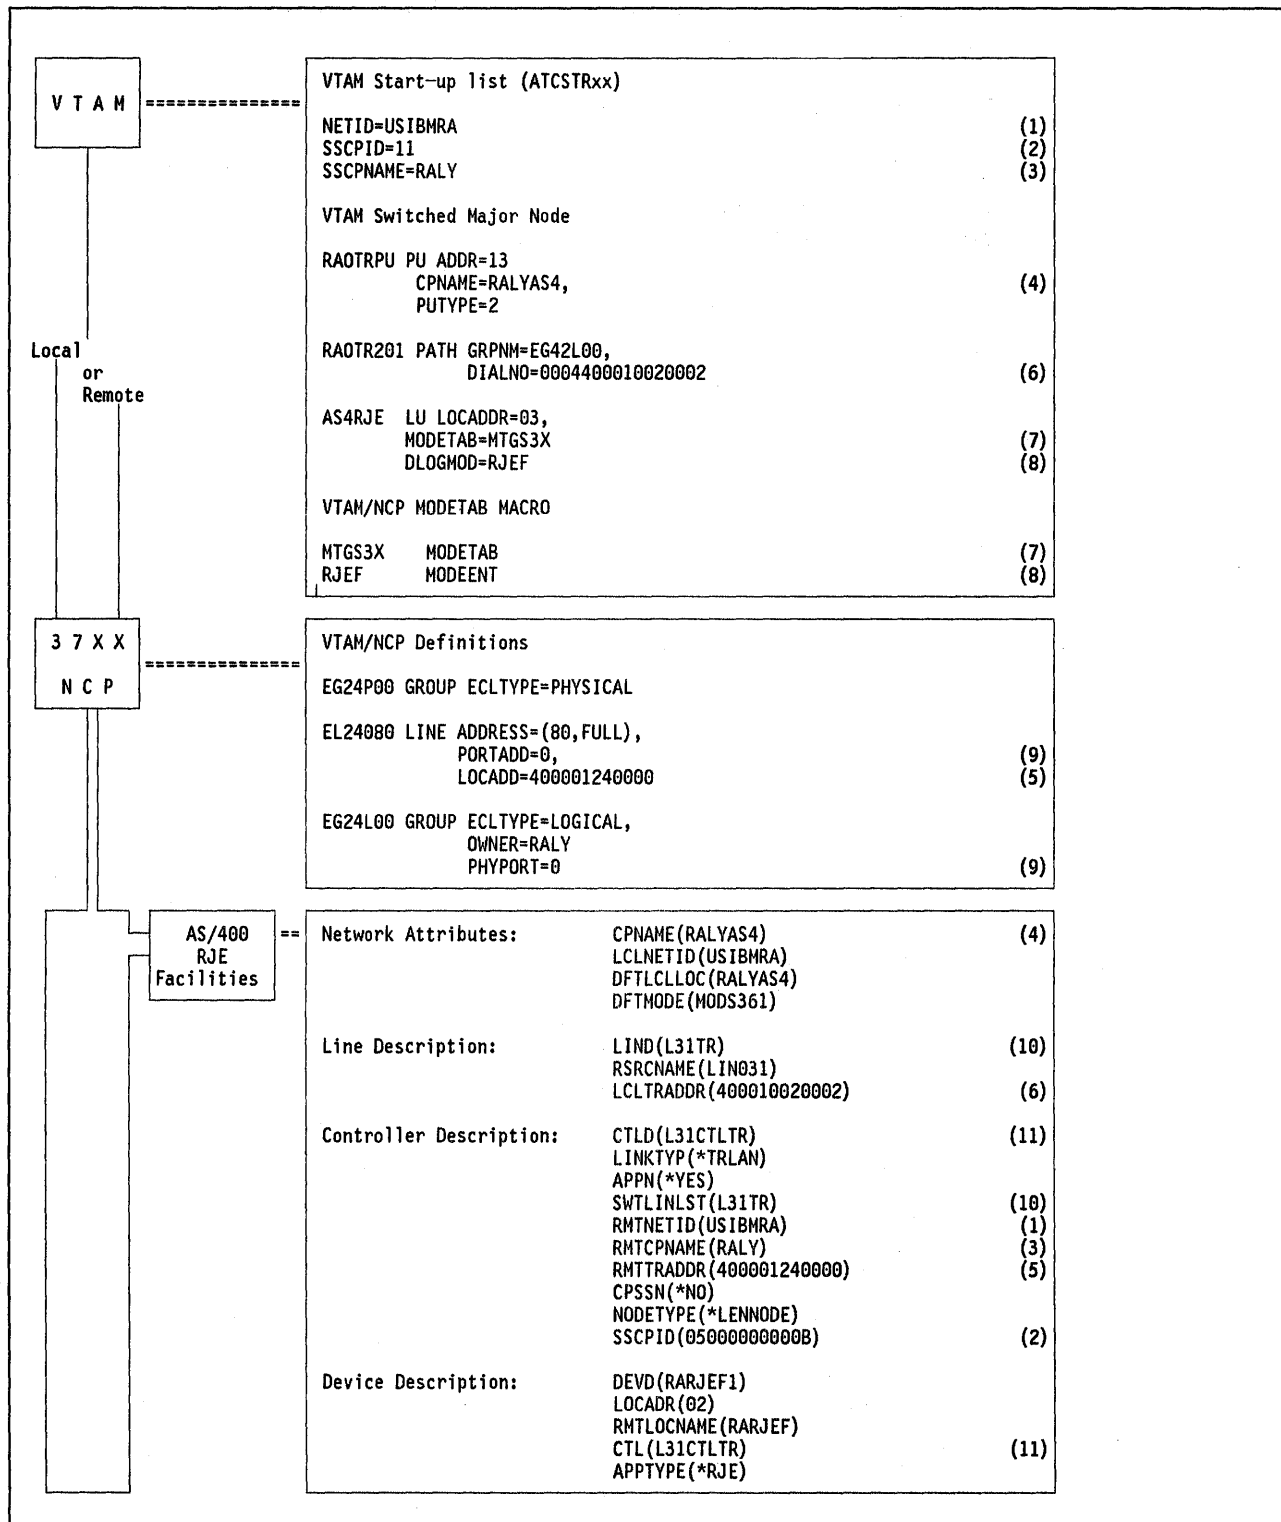 V T A M ===============
VTAM Start-up list (ATCSTRxx)
NETID=USIBMRA (1)
SSCPID=11 (2)
SSCPNAME=RALY (3)
VTAM Switched Major Node
RAOTRPU PU ADDR=13
CPNAME=RALYAS4, (4)
PUTYPE=2
Local
or
Remote
RAOTR201 PATH GRPNM=EG42L00,
DIALNO=0004400010020002 (6)
AS4RJE LU LOCADDR=03,
MODETAB=MTGS3X (7)
DLOGMOD=RJEF (8)
VTAM/NCP MODETAB MACRO
MTGS3X MODETAB (7)
RJEF MODEENT (8)
3 7 X X
N C P
===============
VTAM/NCP Definitions
EG24P00 GROUP ECLTYPE=PHYSICAL
EL24080 LINE ADDRESS=(80,FULL),
PORTADD=0, (9)
LOCADD=400001240000 (5)
EG24L00 GROUP ECLTYPE=LOGICAL,
OWNER=RALY
PHYPORT=0 (9)
AS/400
RJE
Facilities
==
Network Attributes: CPNAME(RALYAS4) (4)
LCLNETID(USIBMRA)
DFTLCLLOC(RALYAS4)
DFTMODE(MODS361)
Line Description: LIND(L31TR) (10)
RSRCNAME(LIN031)
LCLTRADDR(400010020002) (6)
Controller Description: CTLD(L31CTLTR) (11)
LINKTYP(*TRLAN)
APPN(*YES)
SWTLINLST(L31TR) (10)
RMTNETID(USIBMRA) (1)
RMTCPNAME(RALY) (3)
RMTTRADDR(400001240000) (5)
CPSSN(*NO)
NODETYPE(*LENNODE)
SSCPID(05000000000B) (2)
Device Description: DEVD(RARJEF1)
LOCADR(02)
RMTLOCNAME(RARJEF)
CTL(L31CTLTR) (11)
APPTYPE(*RJE)